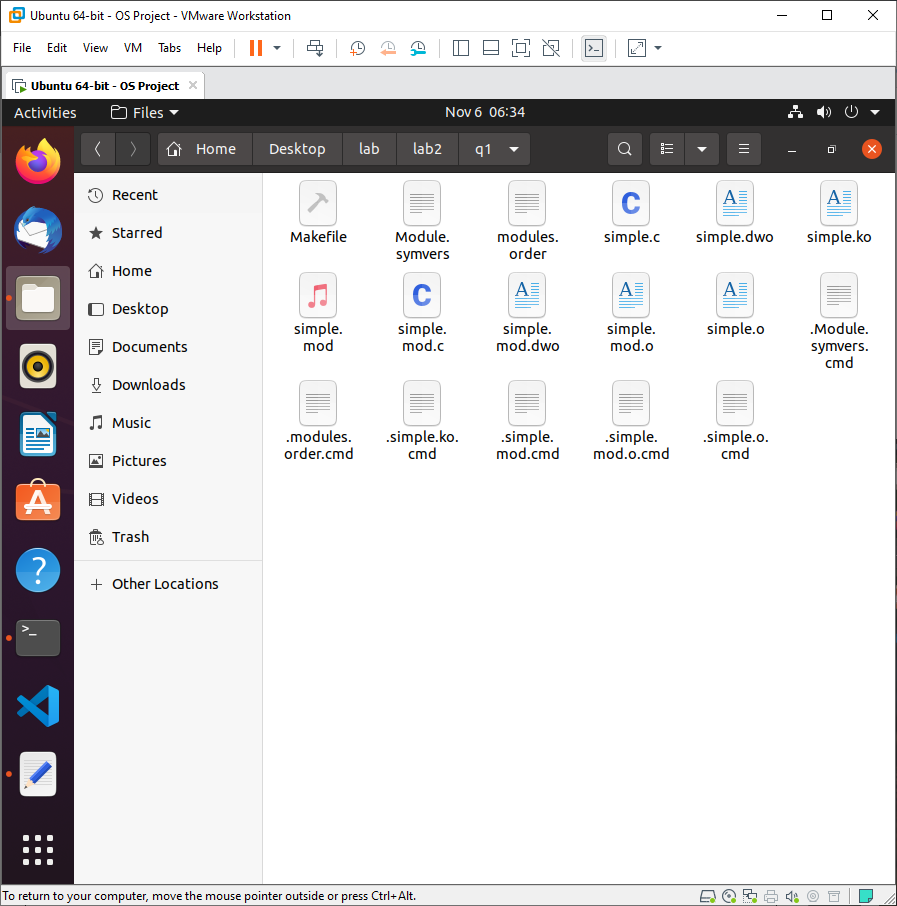 Ubuntu 64-bit - OS Project - VMware Workstation
File Edit View VM Tabs Help
Ubuntu 64-bit - OS Project
Activities Files Nov 6 06:34
Home Desktop lab lab2 q1
Recent
Starred
Home
Desktop
Documents
Downloads
Music
Pictures
Videos
Trash
Other Locations
Makefile
Module.
symvers
modules.
order
simple.c
simple.dwo
simple.ko
simple.
mod
simple.
mod.c
simple.
mod.dwo
simple.
mod.o
simple.o
.Module.
symvers.
cmd
.modules.
order.cmd
.simple.ko.
cmd
.simple.
mod.cmd
.simple.
mod.o.cmd
.simple.o.
cmd
To return to your computer, move the mouse pointer outside or press Ctrl+Alt.